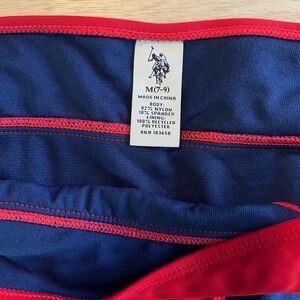 M(7-9)
MADE IN CHINA
BODY:
82% NYLON
18% SPANDEX
LINING:
100% RECYCLED
POLYESTER
RN# 103658